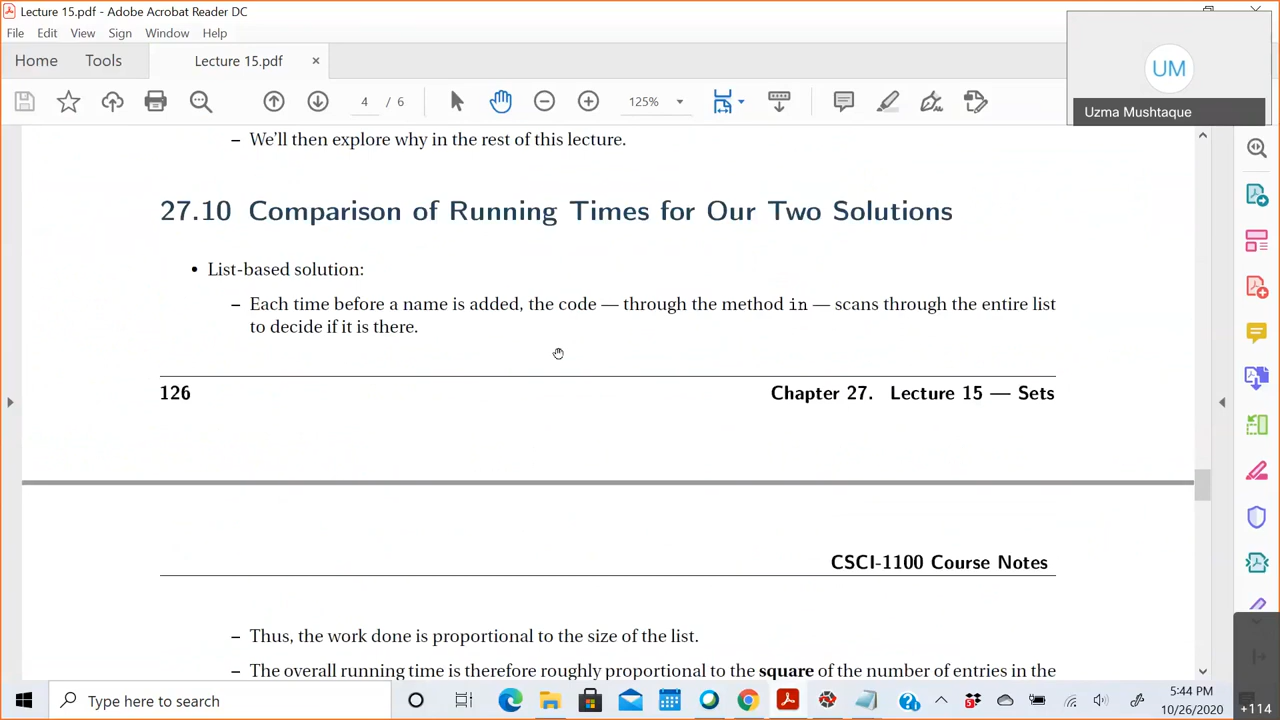 Lecture 15.pdf - Adobe Acrobat Reader DC
File Edit View Sign Window Help
Home Tools Lecture 15.pdf ×
4 / 6 125%
UM
Uzma Mushtaque
– We'll then explore why in the rest of this lecture.
27.10 Comparison of Running Times for Our Two Solutions
• List-based solution:
– Each time before a name is added, the code — through the method in — scans through the entire list
to decide if it is there.
126 Chapter 27. Lecture 15 — Sets
CSCI-1100 Course Notes
– Thus, the work done is proportional to the size of the list.
– The overall running time is therefore roughly proportional to the square of the number of entries in the
Type here to search
5:44 PM
10/26/2020
+114